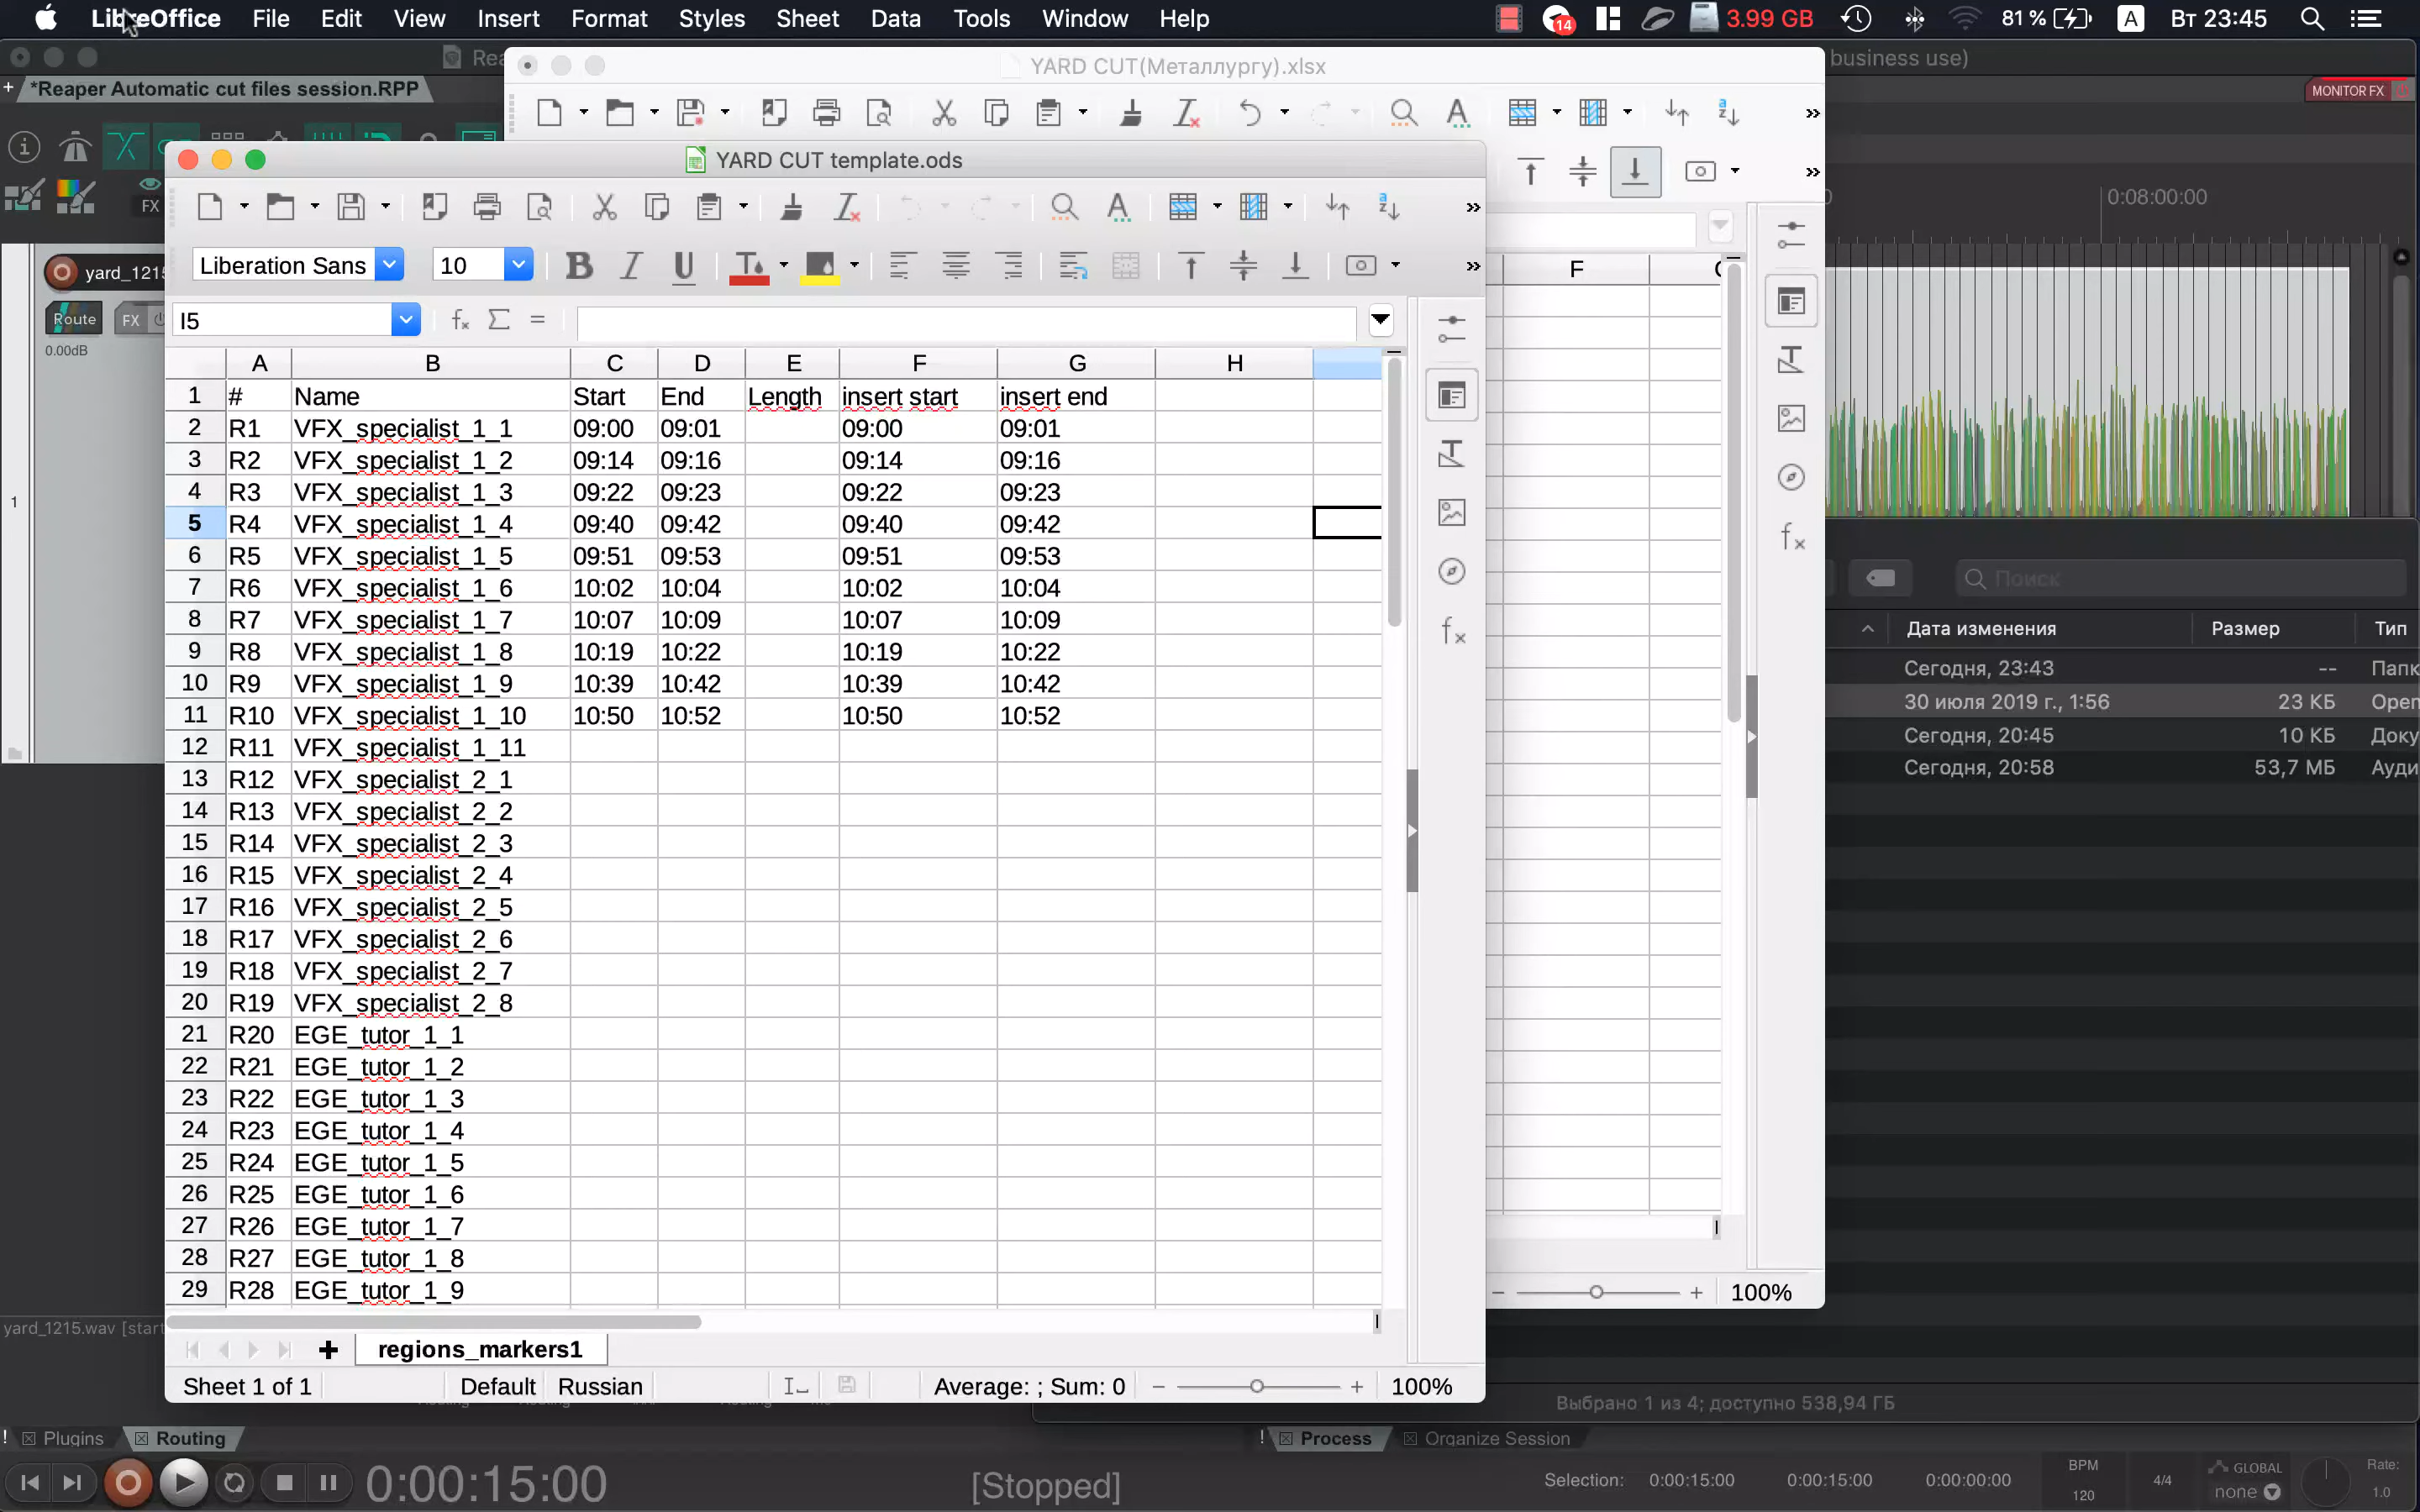 LibreOffice File Edit View Insert Format Styles Sheet Data Tools Window Help 14 3.99 GB 81 % A Вт 23:45
Rea YARD CUT(Металлургу).xlsx business use)
+ *Reaper Automatic cut files session.RPP MONITOR FX
YARD CUT template.ods
0:08:00:00
FX
Liberation Sans 10
yard_1215
Route FX I5
0.00dB
F
A B C D E F G H
1 # Name Start End Length insert start insert end
2 R1 VFX_specialist_1_1 09:00 09:01 09:00 09:01
3 R2 VFX_specialist_1_2 09:14 09:16 09:14 09:16
4 R3 VFX_specialist_1_3 09:22 09:23 09:22 09:23
5 R4 VFX_specialist_1_4 09:40 09:42 09:40 09:42
6 R5 VFX_specialist_1_5 09:51 09:53 09:51 09:53
7 R6 VFX_specialist_1_6 10:02 10:04 10:02 10:04
8 R7 VFX_specialist_1_7 10:07 10:09 10:07 10:09
9 R8 VFX_specialist_1_8 10:19 10:22 10:19 10:22
10 R9 VFX_specialist_1_9 10:39 10:42 10:39 10:42
11 R10 VFX_specialist_1_10 10:50 10:52 10:50 10:52
12 R11 VFX_specialist_1_11
13 R12 VFX_specialist_2_1
14 R13 VFX_specialist_2_2
15 R14 VFX_specialist_2_3
16 R15 VFX_specialist_2_4
17 R16 VFX_specialist_2_5
18 R17 VFX_specialist_2_6
19 R18 VFX_specialist_2_7
20 R19 VFX_specialist_2_8
21 R20 EGE_tutor_1_1
22 R21 EGE_tutor_1_2
23 R22 EGE_tutor_1_3
24 R23 EGE_tutor_1_4
25 R24 EGE_tutor_1_5
26 R25 EGE_tutor_1_6
27 R26 EGE_tutor_1_7
28 R27 EGE_tutor_1_8
29 R28 EGE_tutor_1_9
1
Поиск
Дата изменения Размер Тип
Сегодня, 23:43 -- Папк
30 июля 2019 г., 1:56 23 КБ Open
Сегодня, 20:45 10 КБ Доку
Сегодня, 20:58 53,7 МБ Ауди
100%
yard_1215.wav [start
regions_markers1
Sheet 1 of 1 Default Russian Average: ; Sum: 0 100%
Выбрано 1 из 4; доступно 538,94 ГБ
! Plugins Routing ! Process Organize Session
0:00:15:00 [Stopped] Selection: 0:00:15:00 0:00:15:00 0:00:00:00 BPM 120 4/4 GLOBAL none Rate: 1.0